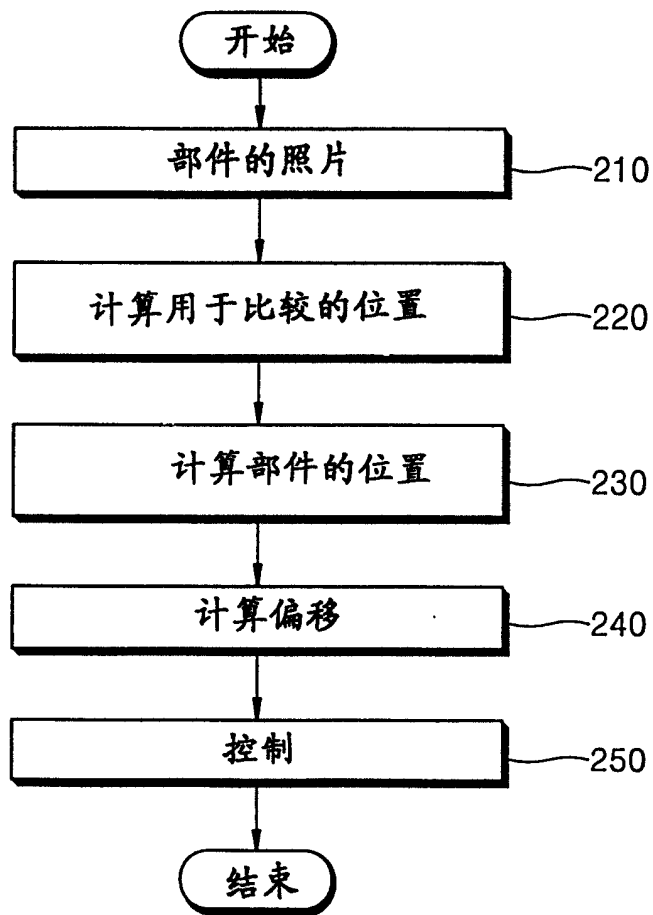 开始
部件的照片
210
计算用于比较的位置
220
计算部件的位置
230
计算偏移
240
控制
250
结束